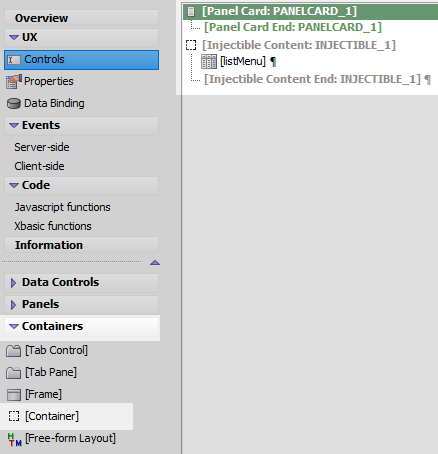 Overview
UX
Controls
Properties
Data Binding
Events
Server-side
Client-side
Code
Javascript functions
Xbasic functions
Information
Data Controls
Panels
Containers
[Tab Control]
[Tab Pane]
[Frame]
[Container]
HTM [Free-form Layout]
[Panel Card: PANELCARD_1]
[Panel Card End: PANELCARD_1]
[Injectible Content: INJECTIBLE_1]
[listMenu] ¶
[Injectible Content End: INJECTIBLE_1] ¶